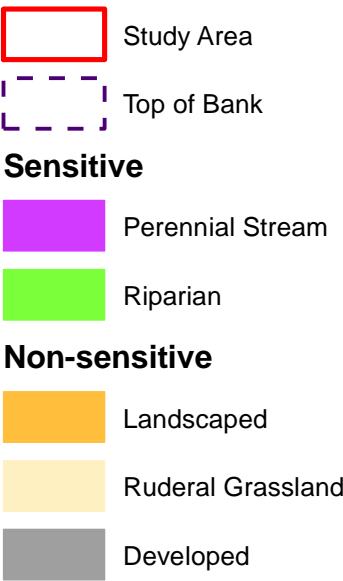 Study Area
Top of Bank
Sensitive
Perennial Stream
Riparian
Non-sensitive
Landscaped
Ruderal Grassland
Developed